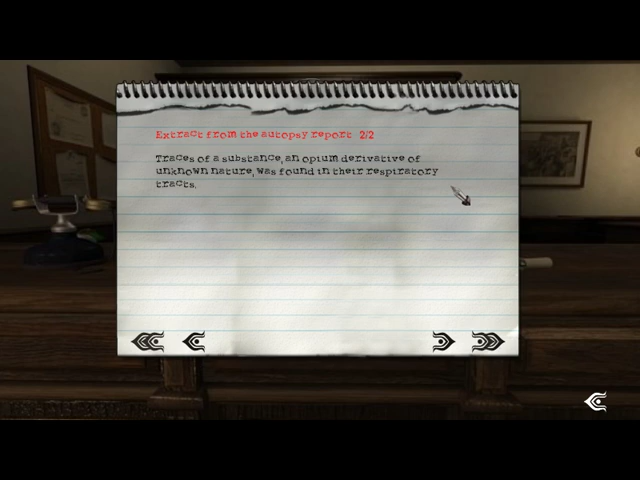 Extract from the autopsy report 2/2
Traces of a substance, an opium derivative of
unknown nature, was found in their respiratory
tracts.